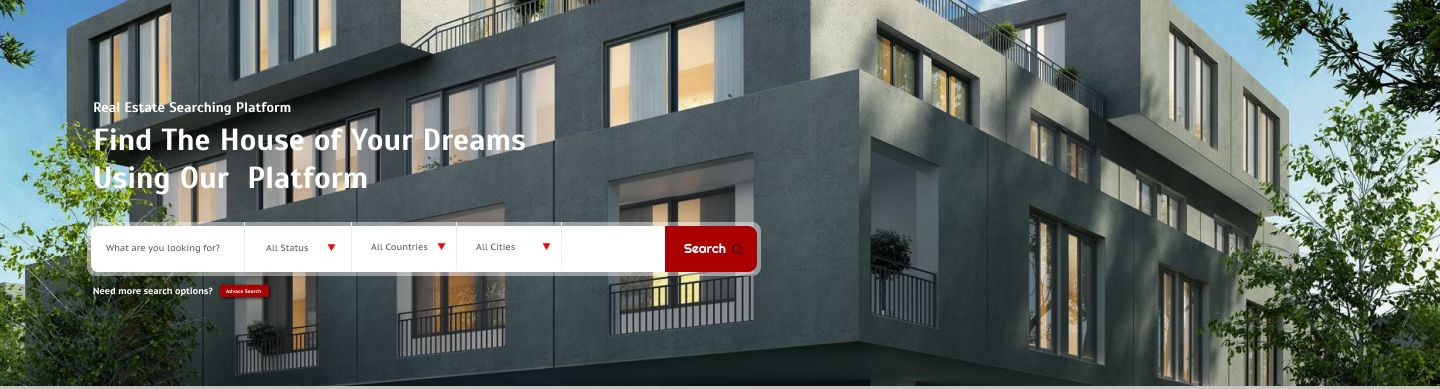 Real Estate Searching Platform
Find The House of Your Dreams
Using Our Platform
What are you looking for?
All Status
All Countries
All Cities
Search
Need more search options?
Advace Search